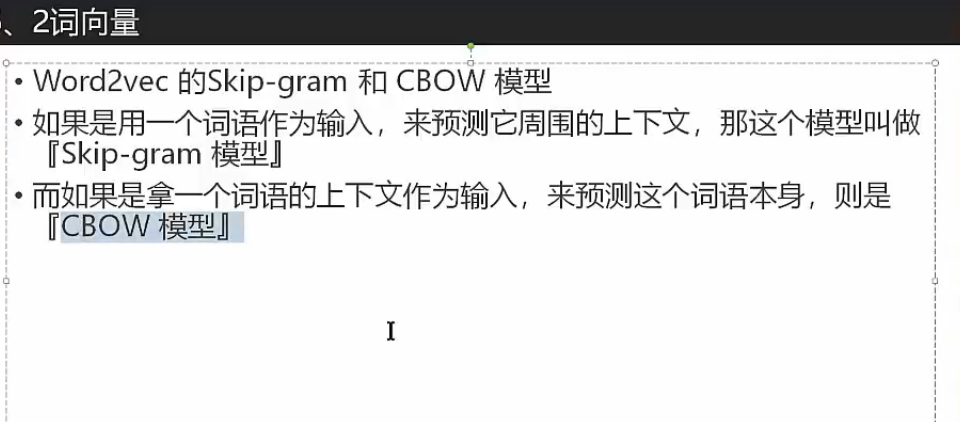 、2词向量
• Word2vec 的Skip-gram 和 CBOW 模型
• 如果是用一个词语作为输入，来预测它周围的上下文，那这个模型叫做
『Skip-gram 模型』
• 而如果是拿一个词语的上下文作为输入，来预测这个词语本身，则是
『CBOW 模型』